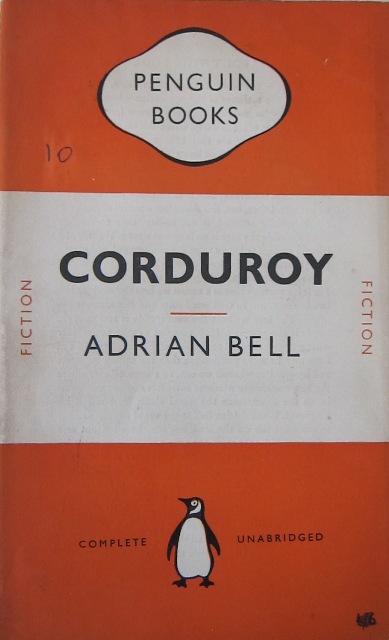 PENGUIN
BOOKS
10
CORDUROY
FICTION
FICTION
ADRIAN BELL
COMPLETE UNABRIDGED